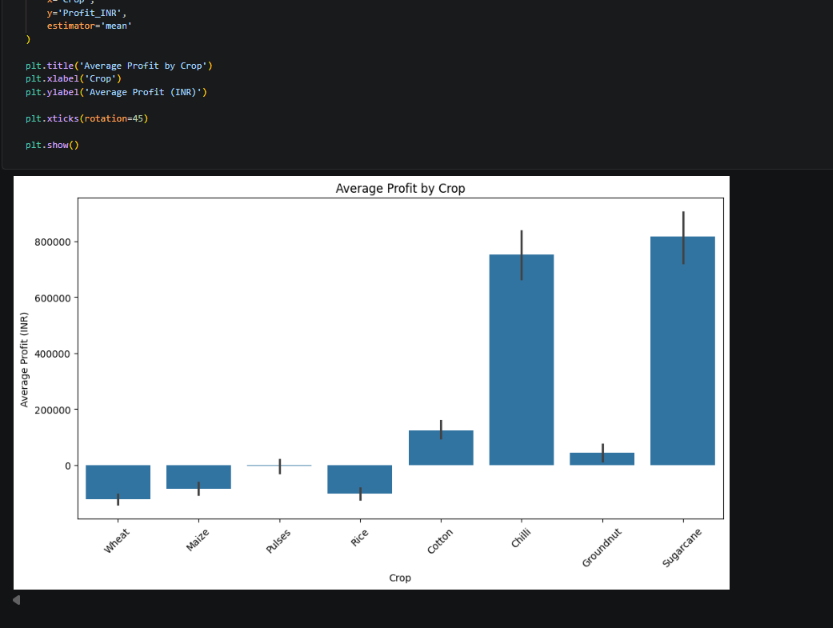 x='Crop',
y='Profit_INR',
estimator='mean'
)
plt.title('Average Profit by Crop')
plt.xlabel('Crop')
plt.ylabel('Average Profit (INR)')
plt.xticks(rotation=45)
plt.show()
Average Profit by Crop
Average Profit (INR)
800000
600000
400000
200000
0
Wheat
Maize
Pulses
Rice
Cotton
Chilli
Groundnut
Sugarcane
Crop